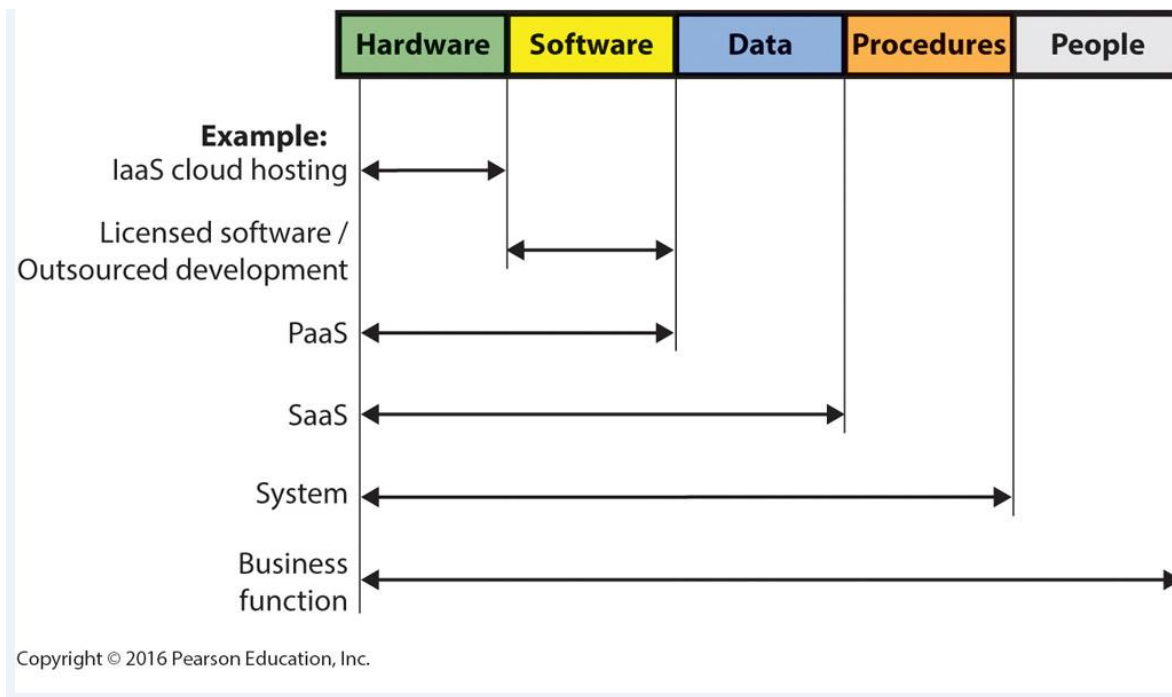 Hardware Software Data Procedures People
Example:
IaaS cloud hosting
Licensed software /
Outsourced development
PaaS
SaaS
System
Business
function
Copyright © 2016 Pearson Education, Inc.